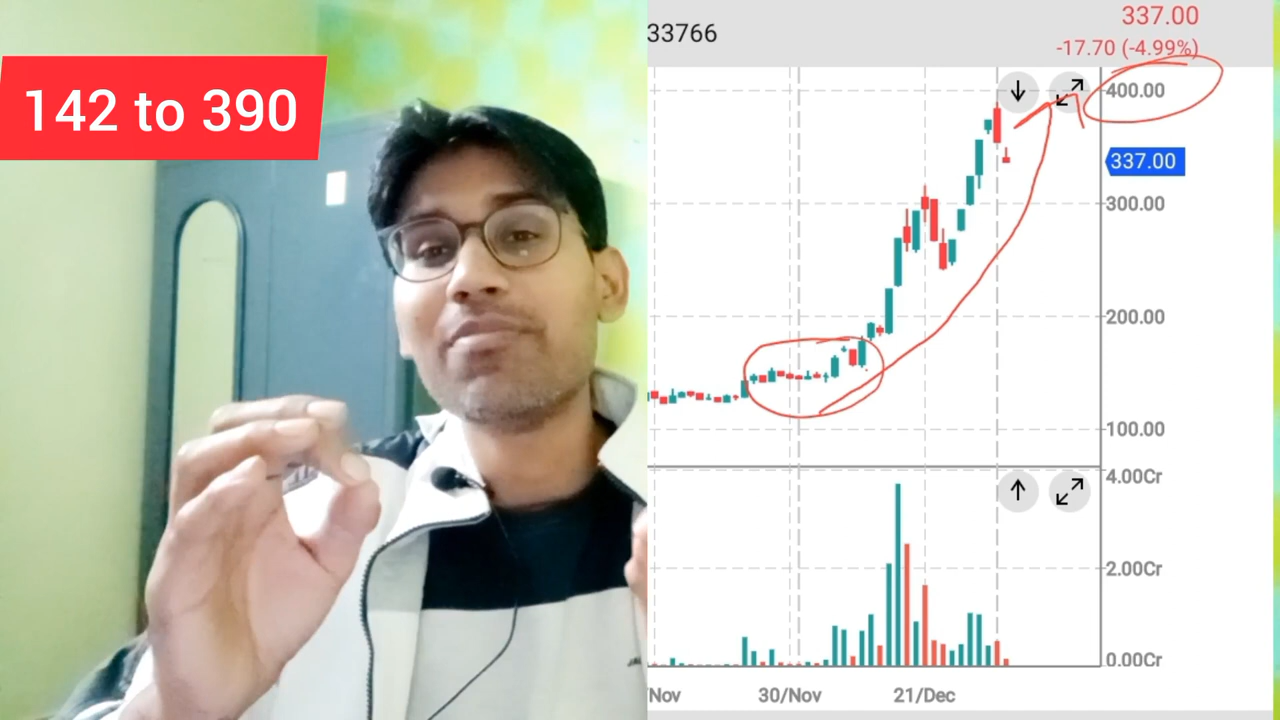 142 to 390
33766
337.00
-17.70 (-4.99%)
400.00
337.00
300.00
200.00
100.00
4.00Cr
2.00Cr
0.00Cr
/Nov
30/Nov
21/Dec